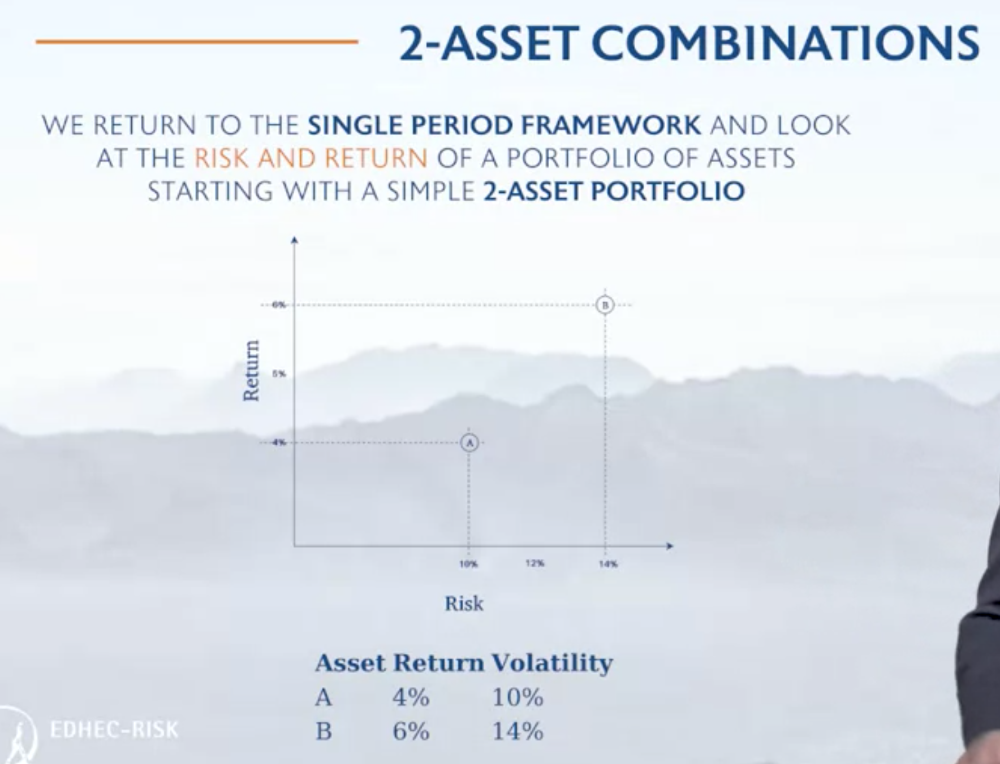 2-ASSET COMBINATIONS
WE RETURN TO THE SINGLE PERIOD FRAMEWORK AND LOOK
AT THE RISK AND RETURN OF A PORTFOLIO OF ASSETS
STARTING WITH A SIMPLE 2-ASSET PORTFOLIO
6%
B
Return
5%
4%
A
10% 12% 14%
Risk
Asset Return Volatility
A 4% 10%
B 6% 14%
EDHEC-RISK